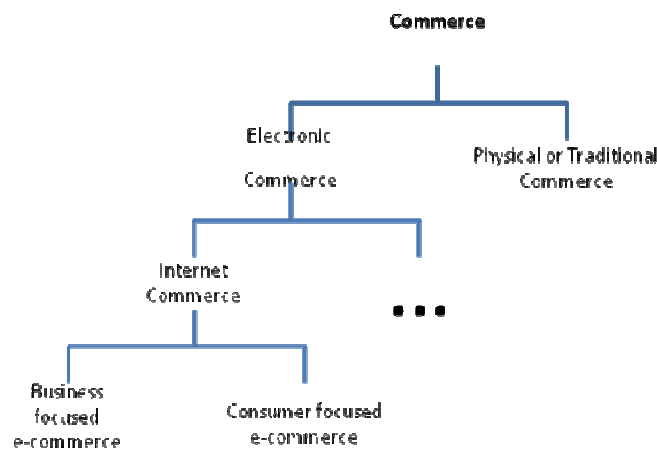 Commerce
Electronic
Commerce
Physical or Traditional
Commerce
Internet
Commerce
...
Business
focused
e-commerce
Consumer focused
e-commerce